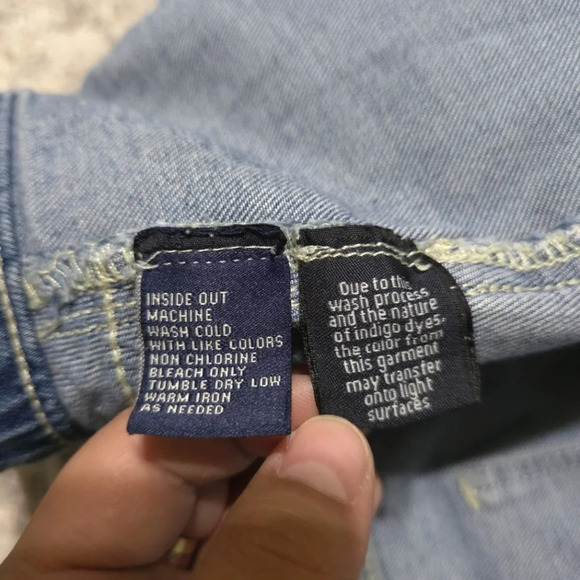 INSIDE OUT
MACHINE
WASH COLD
WITH LIKE COLORS
NON CHLORINE
BLEACH ONLY
TUMBLE DRY LOW
WARM IRON
AS NEEDED
Due to the
wash process
and the nature
of indigo dyes,
the color from
this garment
may transfer
onto light
surfaces